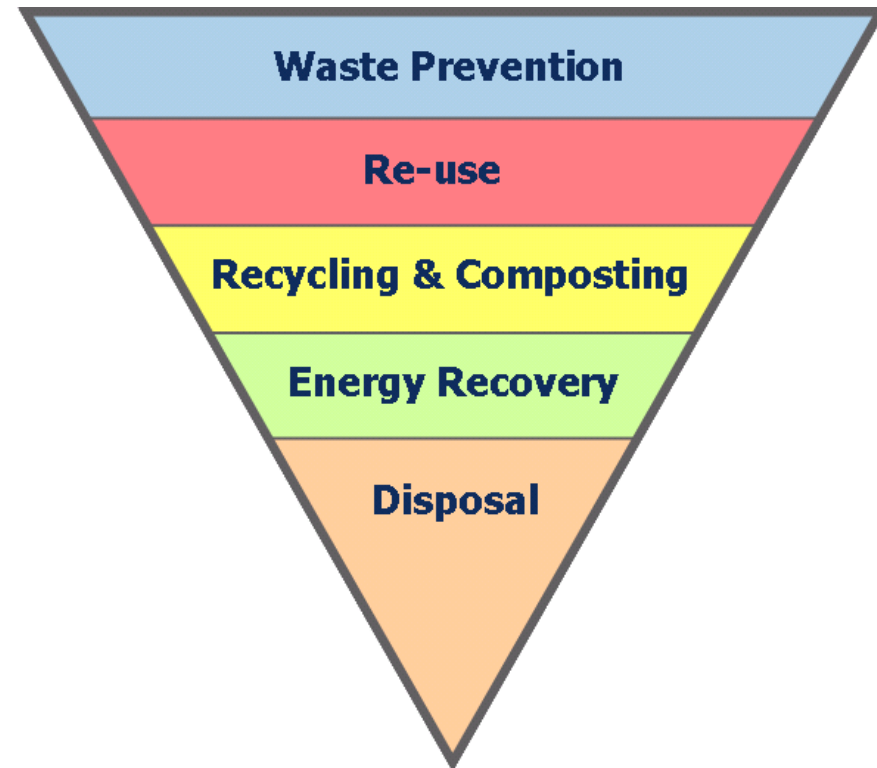 Waste Prevention
Re-use
Recycling & Composting
Energy Recovery
Disposal